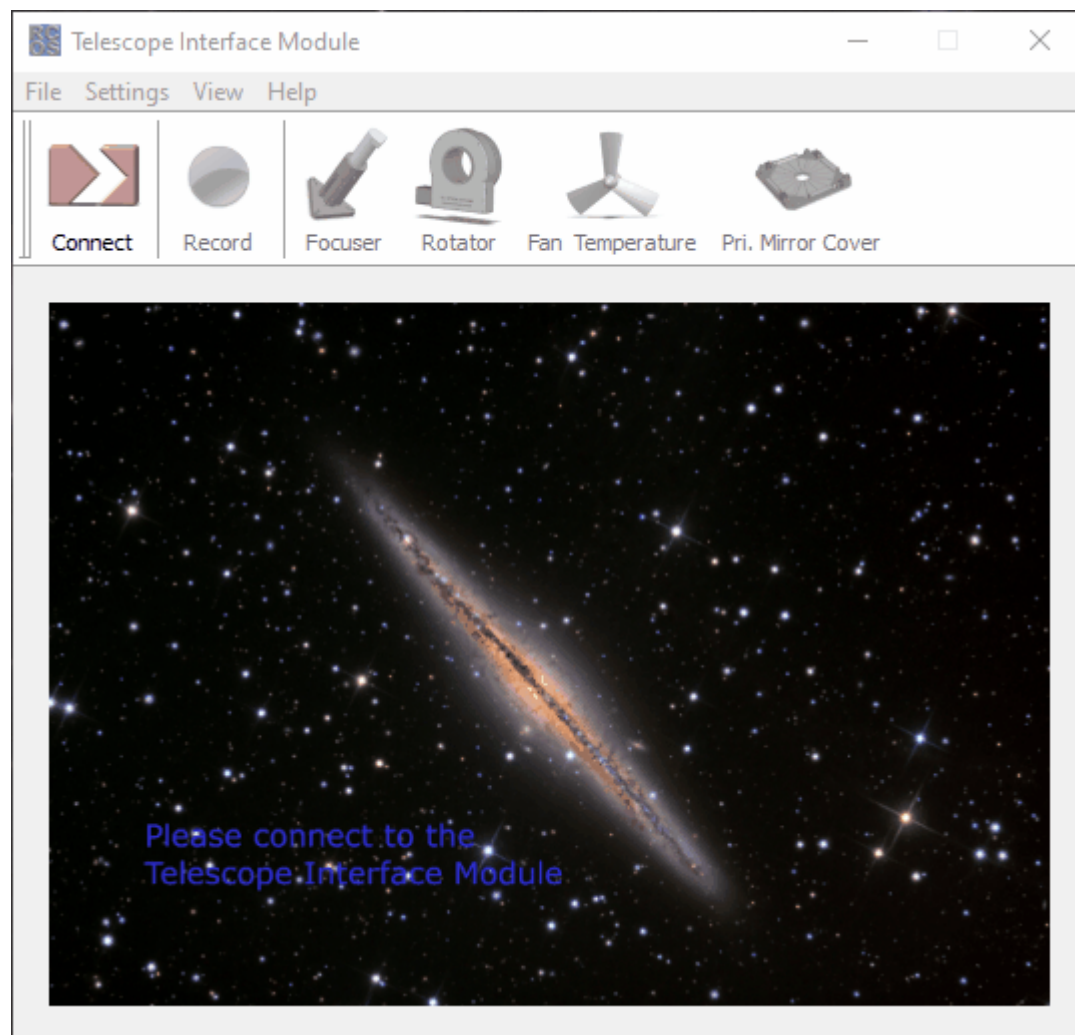 Telescope Interface Module
File Settings View Help
Connect Record Focuser Rotator Fan Temperature Pri. Mirror Cover
Please connect to the
Telescope Interface Module